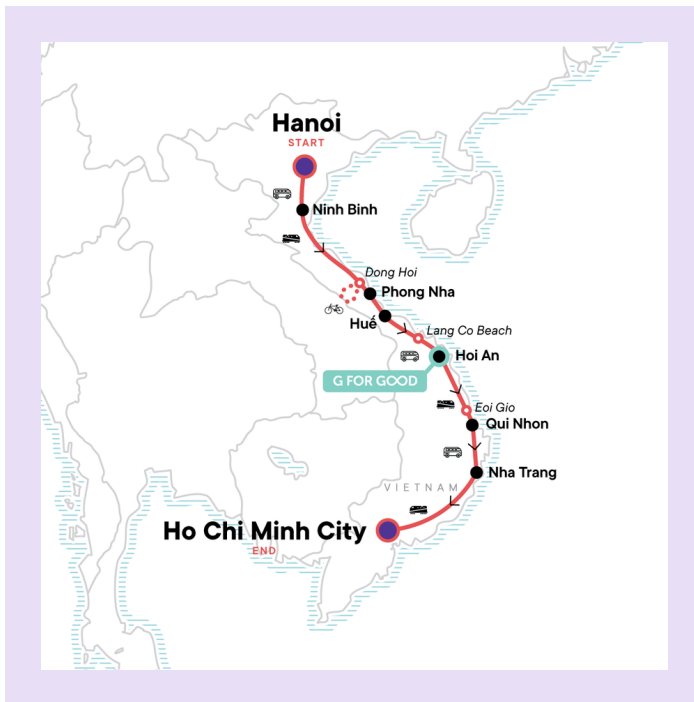 Hanoi
START
Ninh Binh
Dong Hoi
Phong Nha
Huế
Lang Co Beach
Hoi An
G FOR GOOD
Eoi Gio
Qui Nhon
Nha Trang
VIETNAM
Ho Chi Minh City
END